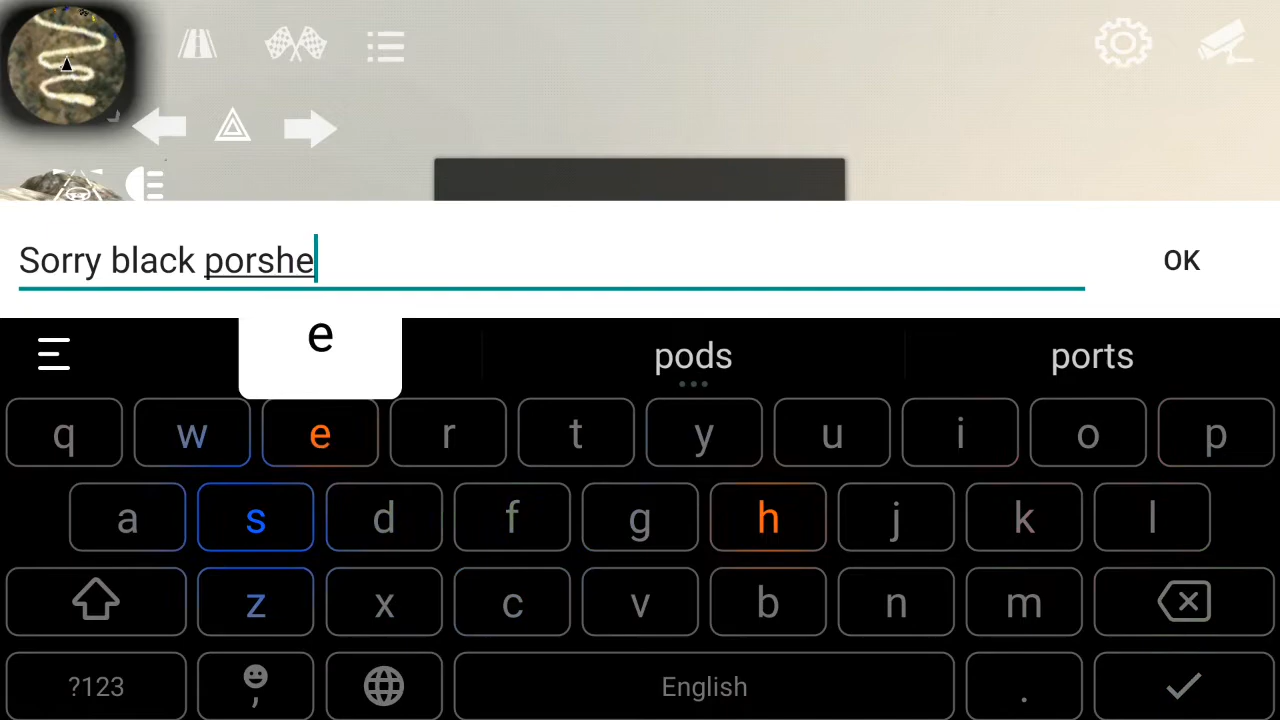 Sorry black porshe
OK
e
pods
ports
q w e r t y u i o p
a s d f g h j k l
z x c v b n m
?123 , English .